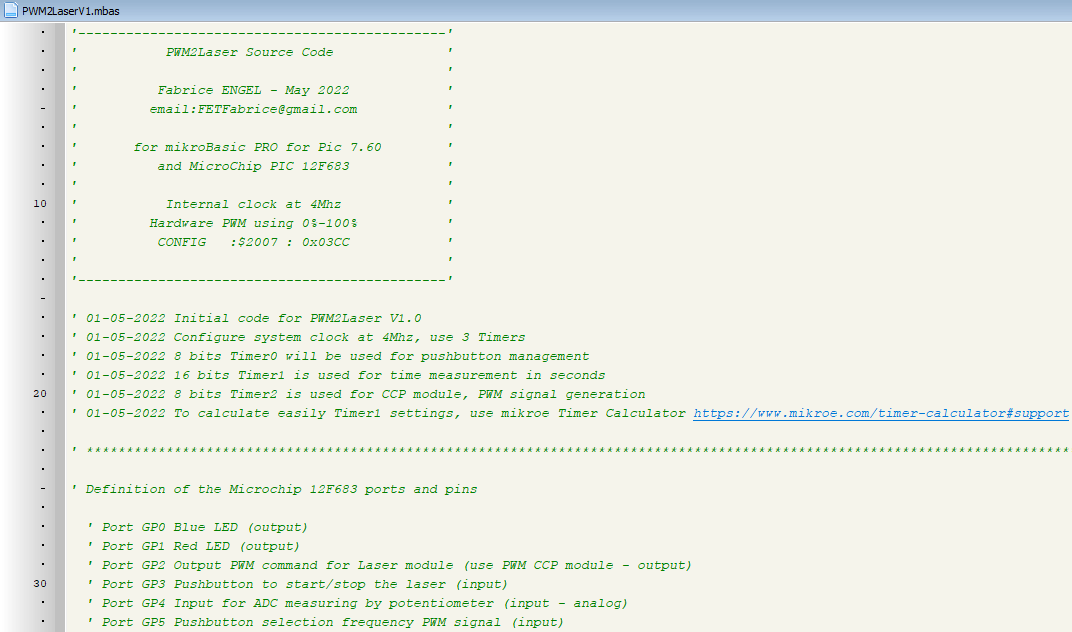 PWM2LaserV1.mbas
'----------------------------------------------'
' PWM2Laser Source Code '
' '
' Fabrice ENGEL - May 2022 '
' email:FETFabrice@gmail.com '
' '
' for mikroBasic PRO for Pic 7.60 '
' and MicroChip PIC 12F683 '
' '
10 ' Internal clock at 4Mhz '
' Hardware PWM using 0%-100% '
' CONFIG :$2007 : 0x03CC '
' '
'----------------------------------------------'
' 01-05-2022 Initial code for PWM2Laser V1.0
' 01-05-2022 Configure system clock at 4Mhz, use 3 Timers
' 01-05-2022 8 bits Timer0 will be used for pushbutton management
' 01-05-2022 16 bits Timer1 is used for time measurement in seconds
20 ' 01-05-2022 8 bits Timer2 is used for CCP module, PWM signal generation
' 01-05-2022 To calculate easily Timer1 settings, use mikroe Timer Calculator https://www.mikroe.com/timer-calculator#support
' ***************************************************************************************************************************
' Definition of the Microchip 12F683 ports and pins
' Port GP0 Blue LED (output)
' Port GP1 Red LED (output)
' Port GP2 Output PWM command for Laser module (use PWM CCP module - output)
30 ' Port GP3 Pushbutton to start/stop the laser (input)
' Port GP4 Input for ADC measuring by potentiometer (input - analog)
' Port GP5 Pushbutton selection frequency PWM signal (input)